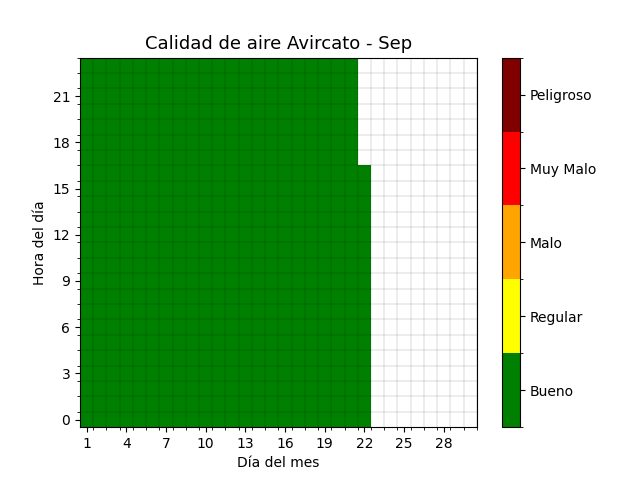 Calidad de aire Avircato - Sep
Hora del día
21
18
15
12
9
6
3
0
1 4 7 10 13 16 19 22 25 28
Día del mes
Peligroso
Muy Malo
Malo
Regular
Bueno